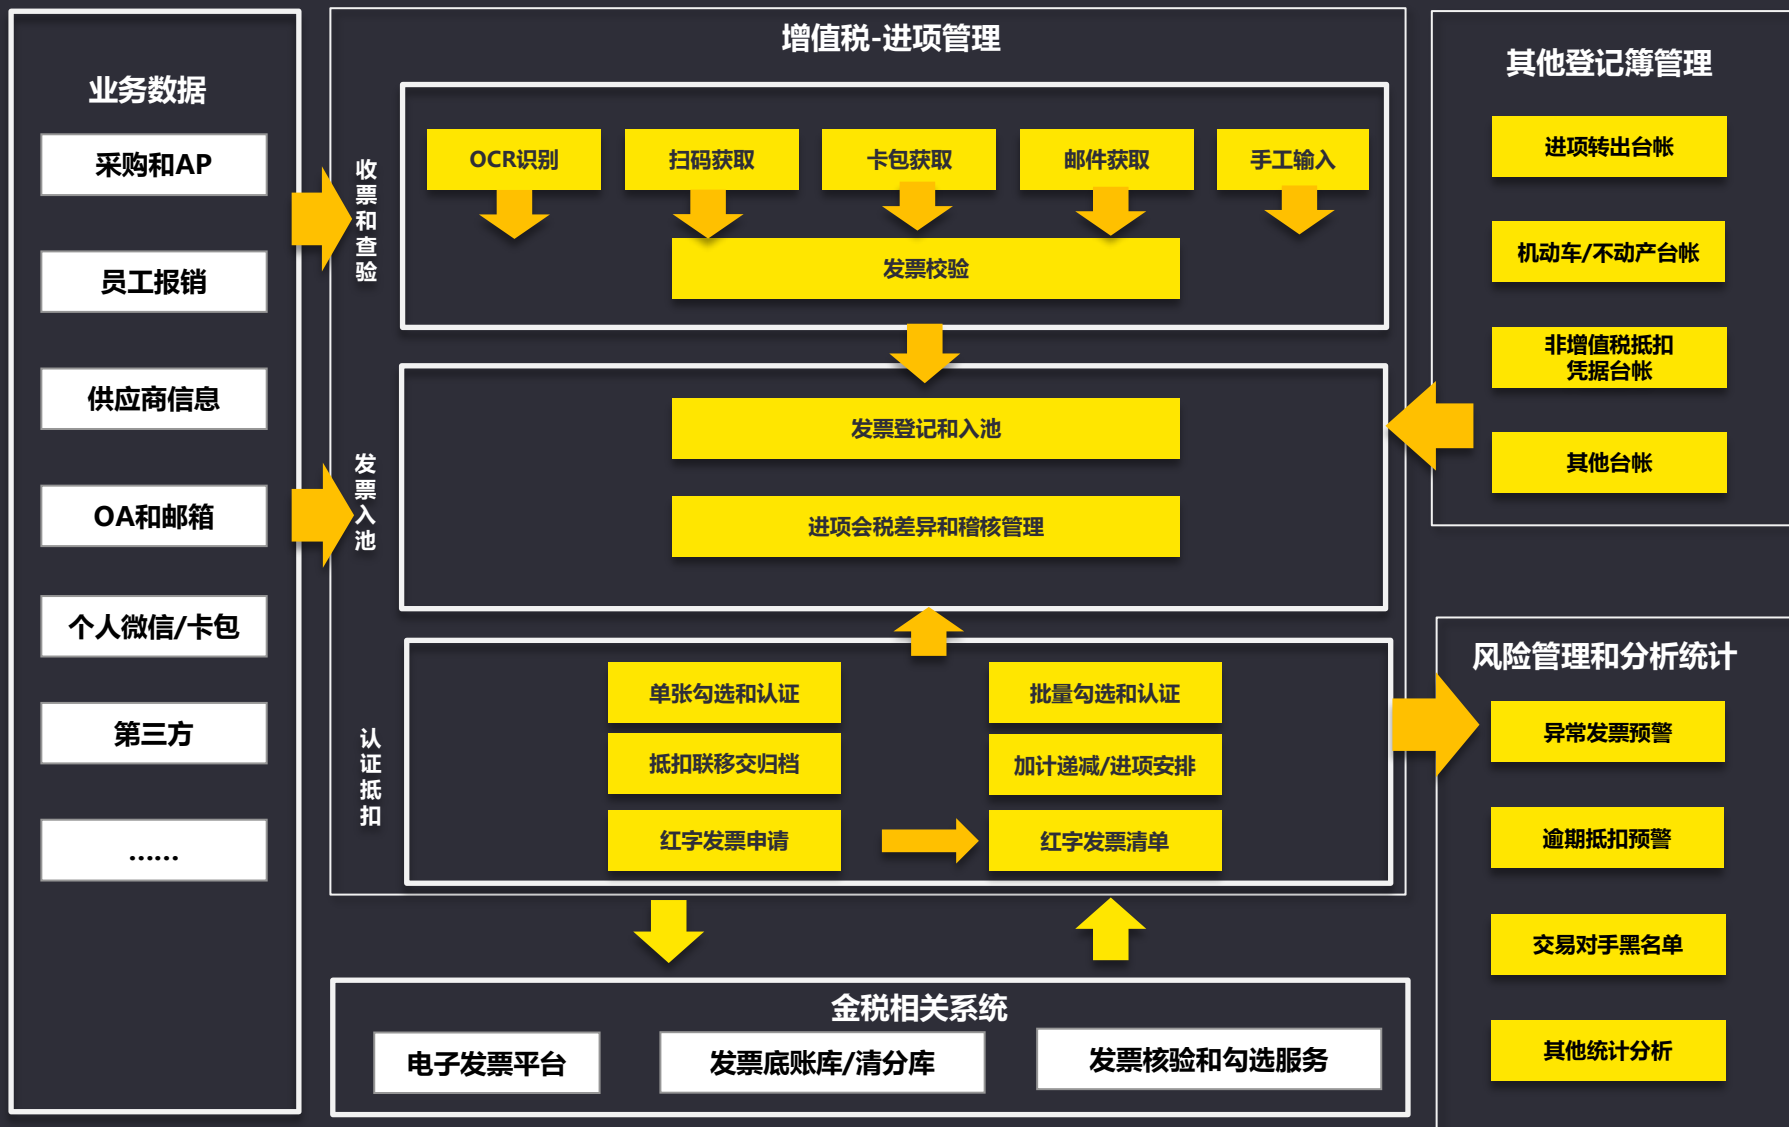 业务数据
采购和AP
员工报销
供应商信息
OA和邮箱
个人微信/卡包
第三方
……
增值税-进项管理
收票和查验
OCR识别
扫码获取
卡包获取
邮件获取
手工输入
发票校验
发票入池
发票登记和入池
进项会税差异和稽核管理
认证抵扣
单张勾选和认证
批量勾选和认证
抵扣联移交归档
加计递减/进项安排
红字发票申请
红字发票清单
金税相关系统
电子发票平台
发票底账库/清分库
发票核验和勾选服务
其他登记簿管理
进项转出台帐
机动车/不动产台帐
非增值税抵扣
凭据台帐
其他台帐
风险管理和分析统计
异常发票预警
逾期抵扣预警
交易对手黑名单
其他统计分析